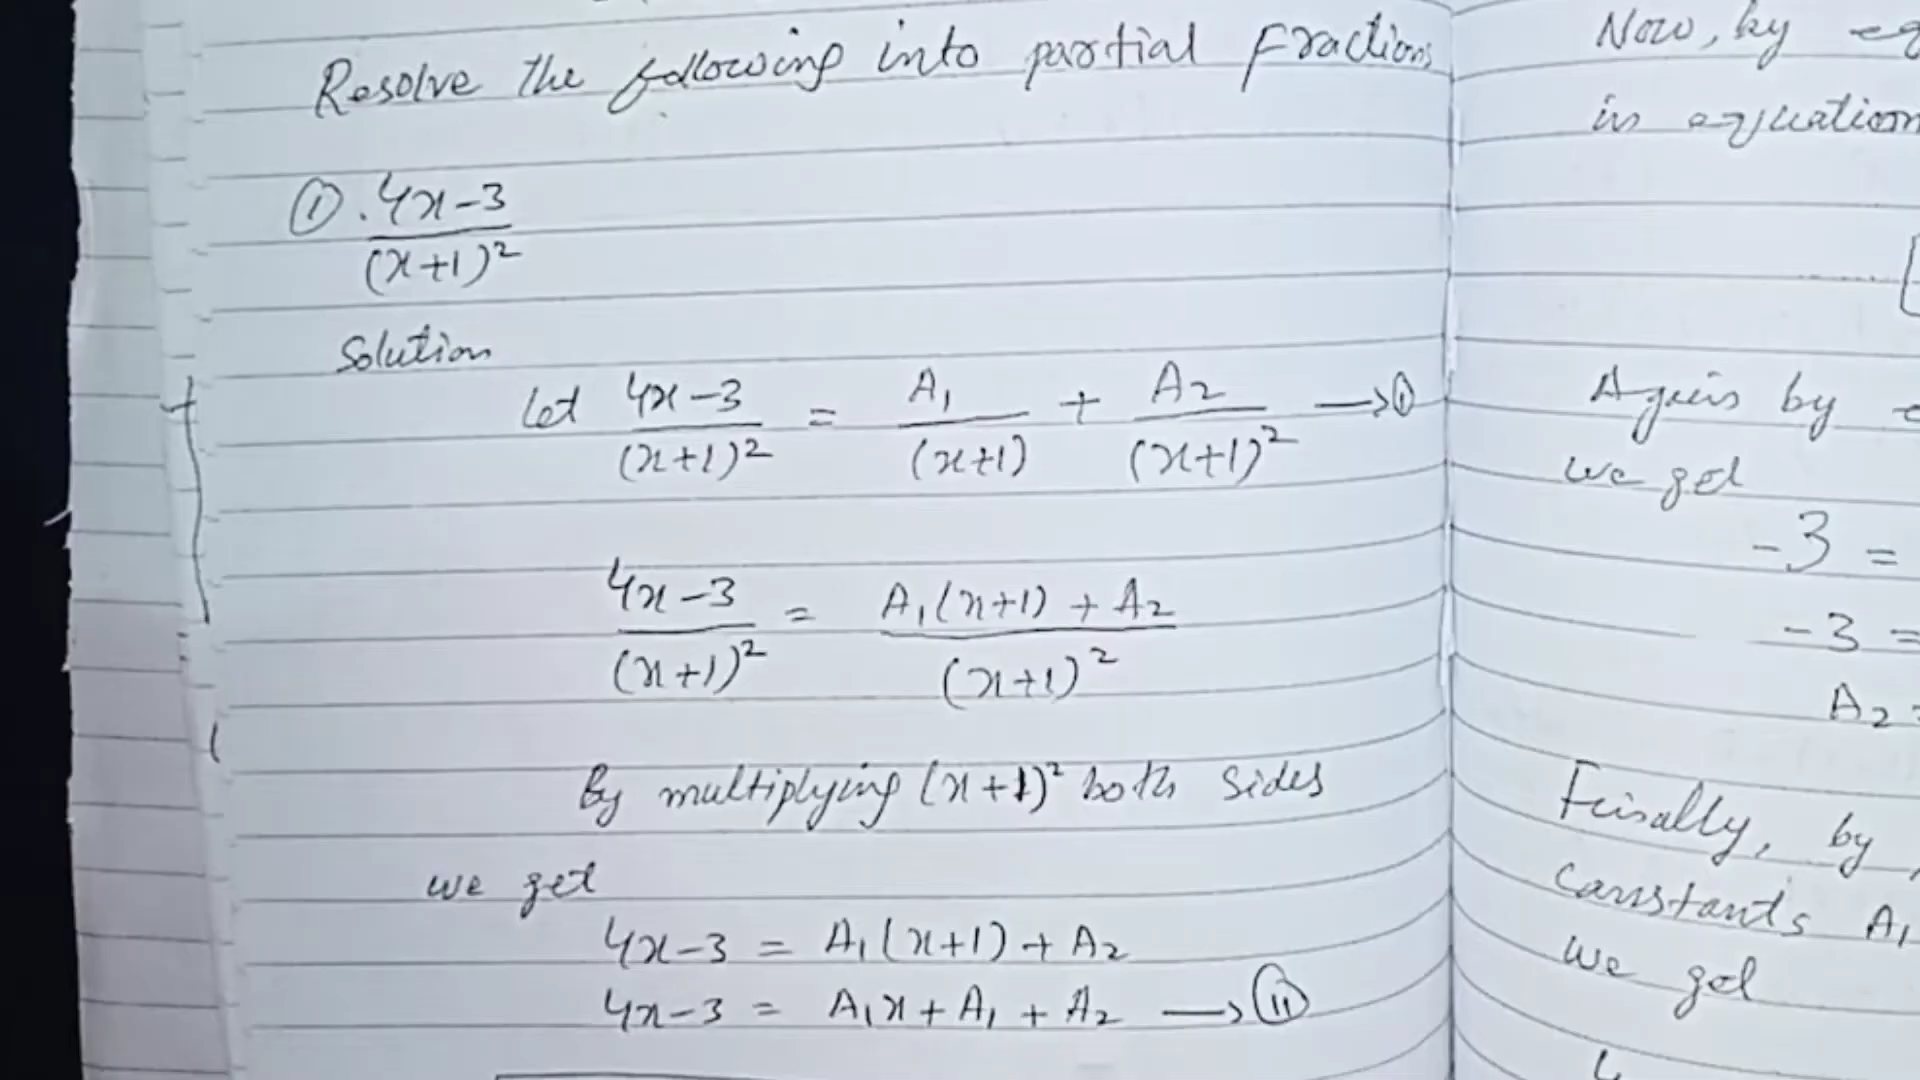 Resolve the following into partial fractions
① . 4x-3 / (x+1)²
Solution
Let 4x-3 / (x+1)² = A₁ / (x+1) + A₂ / (x+1)² → ①
4x-3 / (x+1)² = A₁(x+1) + A₂ / (x+1)²
By multiplying (x+1)² both sides
we get
4x-3 = A₁(x+1) + A₂
4x-3 = A₁x + A₁ + A₂ → ⑪
Now, by
in equation
Again by
we get
-3 =
-3 =
A₂
Finally, by
constants A₁
we get
4